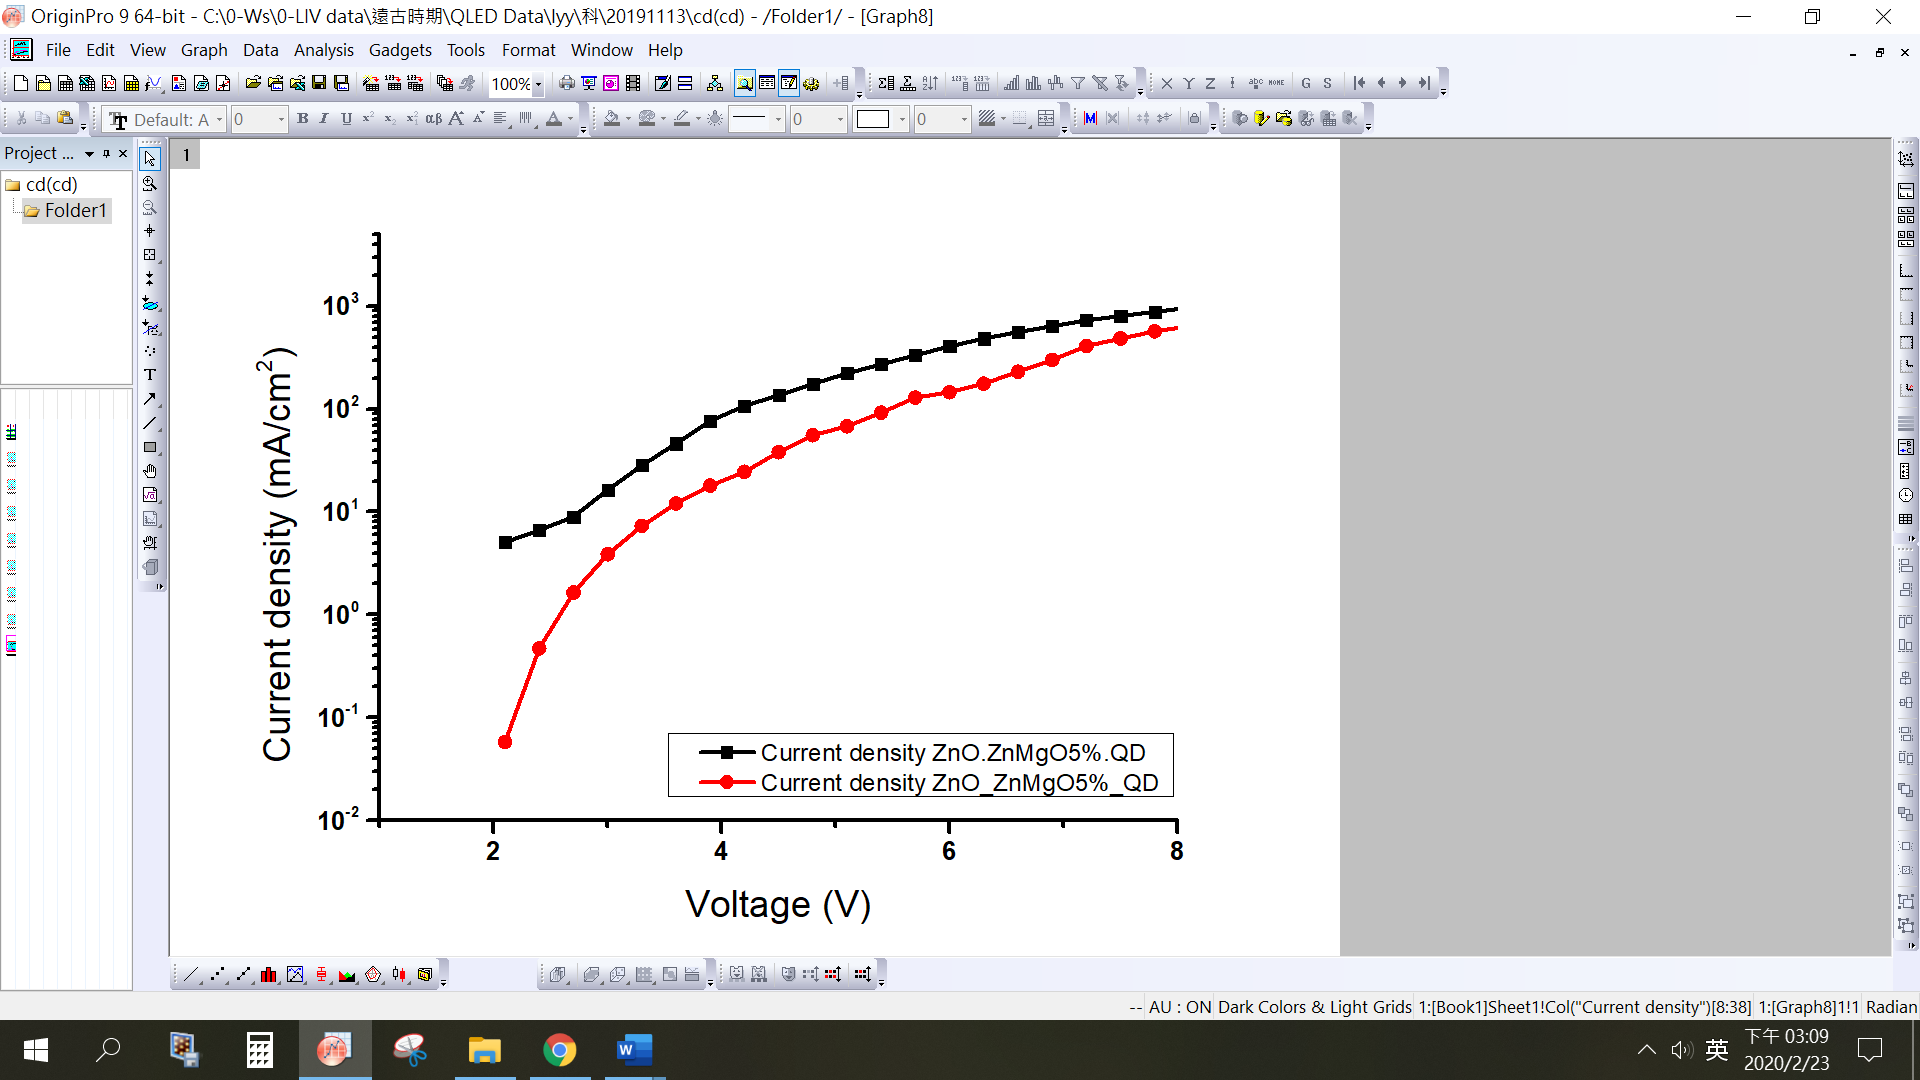 OriginPro 9 64-bit - C:\0-Ws\0-LIV data\遠古時期\QLED Data\lyy\科\20191113\cd(cd) - /Folder1/ - [Graph8]
File Edit View Graph Data Analysis Gadgets Tools Format Window Help
100%
Default: A 0 B I U 0 0
Project ...
cd(cd)
Folder1
1
10³
10²
10¹
10⁰
10⁻¹
10⁻²
Current density (mA/cm²)
Current density ZnO.ZnMgO5%.QD
Current density ZnO_ZnMgO5%_QD
2 4 6 8
Voltage (V)
-- AU : ON Dark Colors & Light Grids 1:[Book1]Sheet1!Col("Current density")[8:38] 1:[Graph8]1!1 Radian
英
下午 03:09
2020/2/23